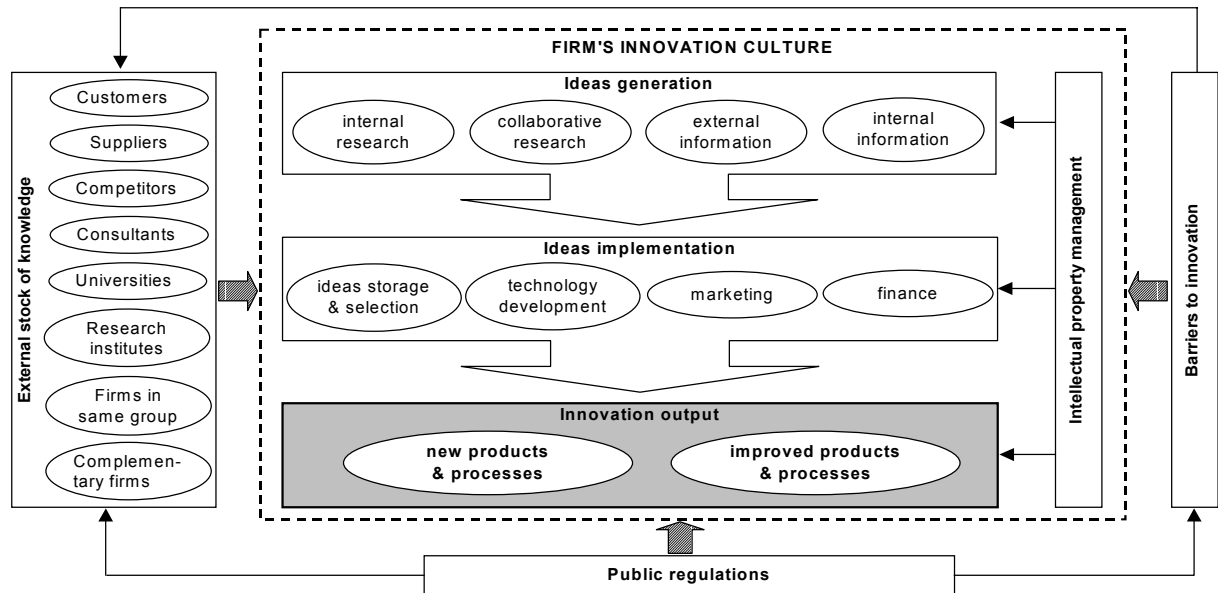 FIRM'S INNOVATION CULTURE
External stock of knowledge
Customers
Suppliers
Competitors
Consultants
Universities
Research
institutes
Firms in
same group
Complemen-
tary firms
Ideas generation
internal
research
collaborative
research
external
information
internal
information
Ideas implementation
ideas storage
& selection
technology
development
marketing
finance
Innovation output
new products
& processes
improved products
& processes
Intellectual property management
Barriers to innovation
Public regulations